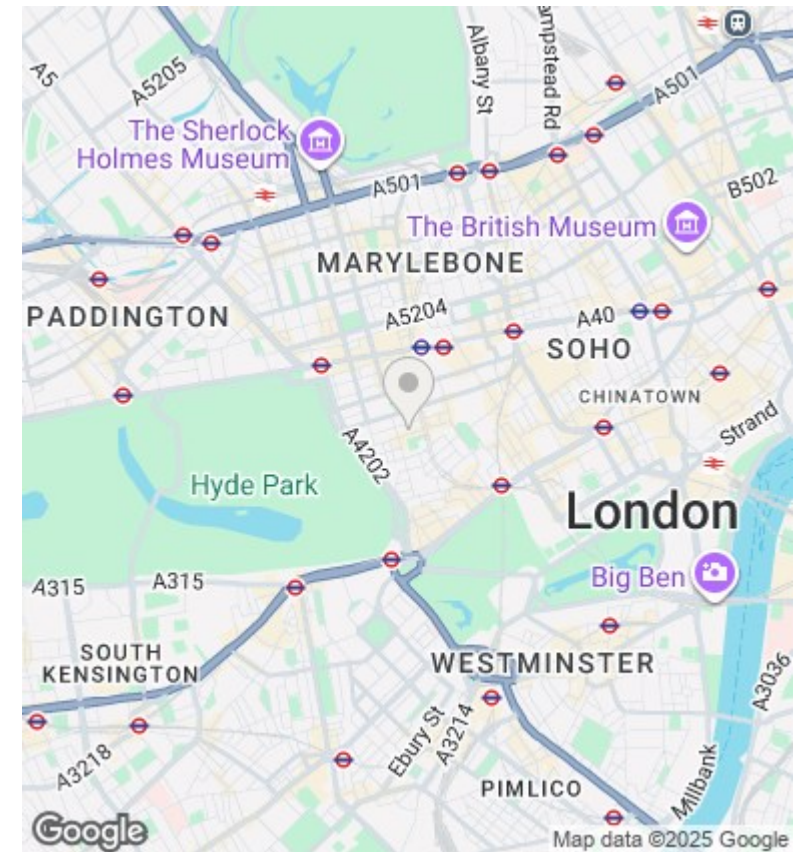 Albany St
ampstead Rd
A5
A5205
A501
The Sherlock
Holmes Museum
A501
B502
The British Museum
MARYLEBONE
PADDINGTON
A5204
A40
SOHO
CHINATOWN
Strand
A4202
Hyde Park
London
Big Ben
A315
A315
SOUTH
KENSINGTON
WESTMINSTER
A3036
Ebury St
A3214
A3218
PIMLICO
Millbank
Google
Map data ©2025 Google